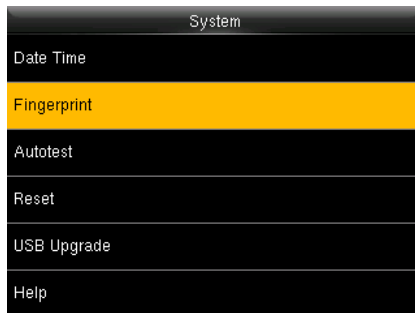 System
Date Time
Fingerprint
Autotest
Reset
USB Upgrade
Help